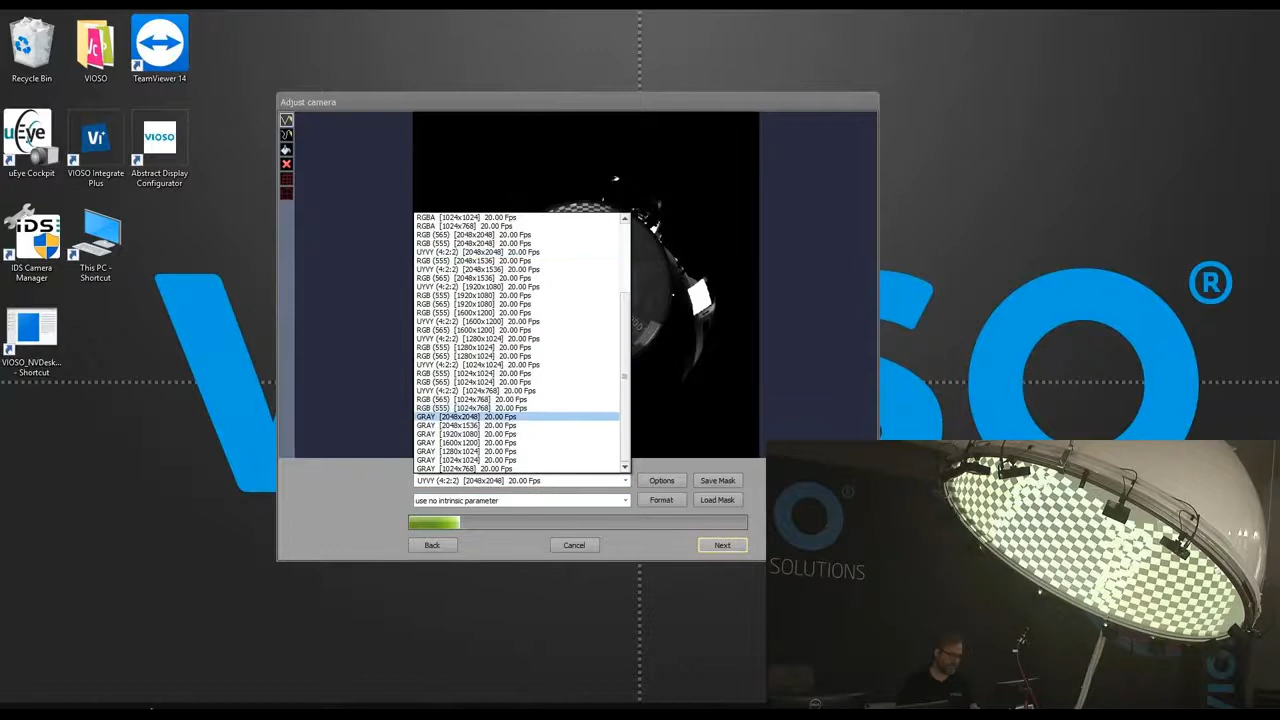 Recycle Bin
VIOSO
TeamViewer 14
uEye
uEye Cockpit
Vi+
VIOSO Integrate
Plus
VIOSO
Abstract Display
Configurator
iDS
IDS Camera
Manager
This PC -
Shortcut
VIOSO_NVDesk...
- Shortcut
Adjust camera
RGBA [1024x1024] 20.00 Fps
RGBA [1024x768] 20.00 Fps
RGB (565) [2048x2048] 20.00 Fps
RGB (555) [2048x2048] 20.00 Fps
UYVY (4:2:2) [2048x2048] 20.00 Fps
RGB (555) [2048x1536] 20.00 Fps
UYVY (4:2:2) [2048x1536] 20.00 Fps
RGB (565) [2048x1536] 20.00 Fps
UYVY (4:2:2) [1920x1080] 20.00 Fps
RGB (555) [1920x1080] 20.00 Fps
RGB (565) [1920x1080] 20.00 Fps
RGB (555) [1600x1200] 20.00 Fps
UYVY (4:2:2) [1600x1200] 20.00 Fps
RGB (565) [1600x1200] 20.00 Fps
UYVY (4:2:2) [1280x1024] 20.00 Fps
RGB (555) [1280x1024] 20.00 Fps
RGB (565) [1280x1024] 20.00 Fps
UYVY (4:2:2) [1024x1024] 20.00 Fps
RGB (555) [1024x1024] 20.00 Fps
RGB (565) [1024x1024] 20.00 Fps
UYVY (4:2:2) [1024x768] 20.00 Fps
RGB (565) [1024x768] 20.00 Fps
RGB (555) [1024x768] 20.00 Fps
GRAY [2048x2048] 20.00 Fps
GRAY [2048x1536] 20.00 Fps
GRAY [1920x1080] 20.00 Fps
GRAY [1600x1200] 20.00 Fps
GRAY [1280x1024] 20.00 Fps
GRAY [1024x1024] 20.00 Fps
GRAY [1024x768] 20.00 Fps
UYVY (4:2:2) [2048x2048] 20.00 Fps
Options
Save Mask
use no intrinsic parameter
Format
Load Mask
Back
Cancel
Next
®
SOLUTIONS